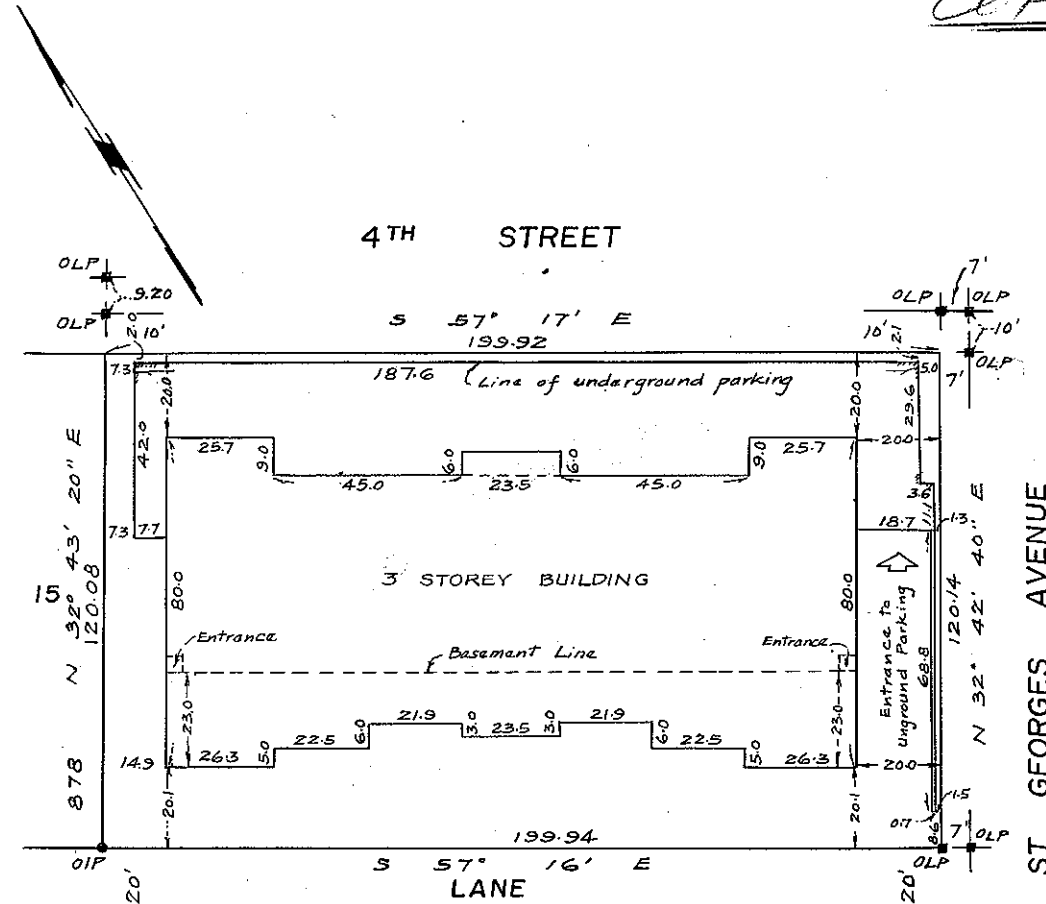 4TH STREET
OLP
9.20
OLP
2.0
10'
S 57° 17' E
199.92
OLP
7'
OLP
10'
10'
2.1
OLP
7.3
20.0
187.6
Line of underground parking
20.0
5.0
7'
29.6
42.0
25.7
9.0
45.0
6.0
23.5
6.0
45.0
9.0
25.7
20.0
3.6
11.1
7.3
7.7
18.7
1.3
15
N 32° 43' 20" E
120.08
878
80.0
3 STOREY BUILDING
80.0
Entrance to
Unground Parking
68.8
120.14
N 32° 42' 40" E
ST GEORGES AVENUE
Entrance
Basement Line
Entrance
23.0
21.9
3.0
23.5
3.0
21.9
23.0
6.0
6.0
22.5
22.5
14.9
26.3
5.0
5.0
26.3
20.0
20.1
20.1
1.5
0.7
8.6
7'
OLP
199.94
OIP
S 57° 16' E
OLP
20'
LANE
20'